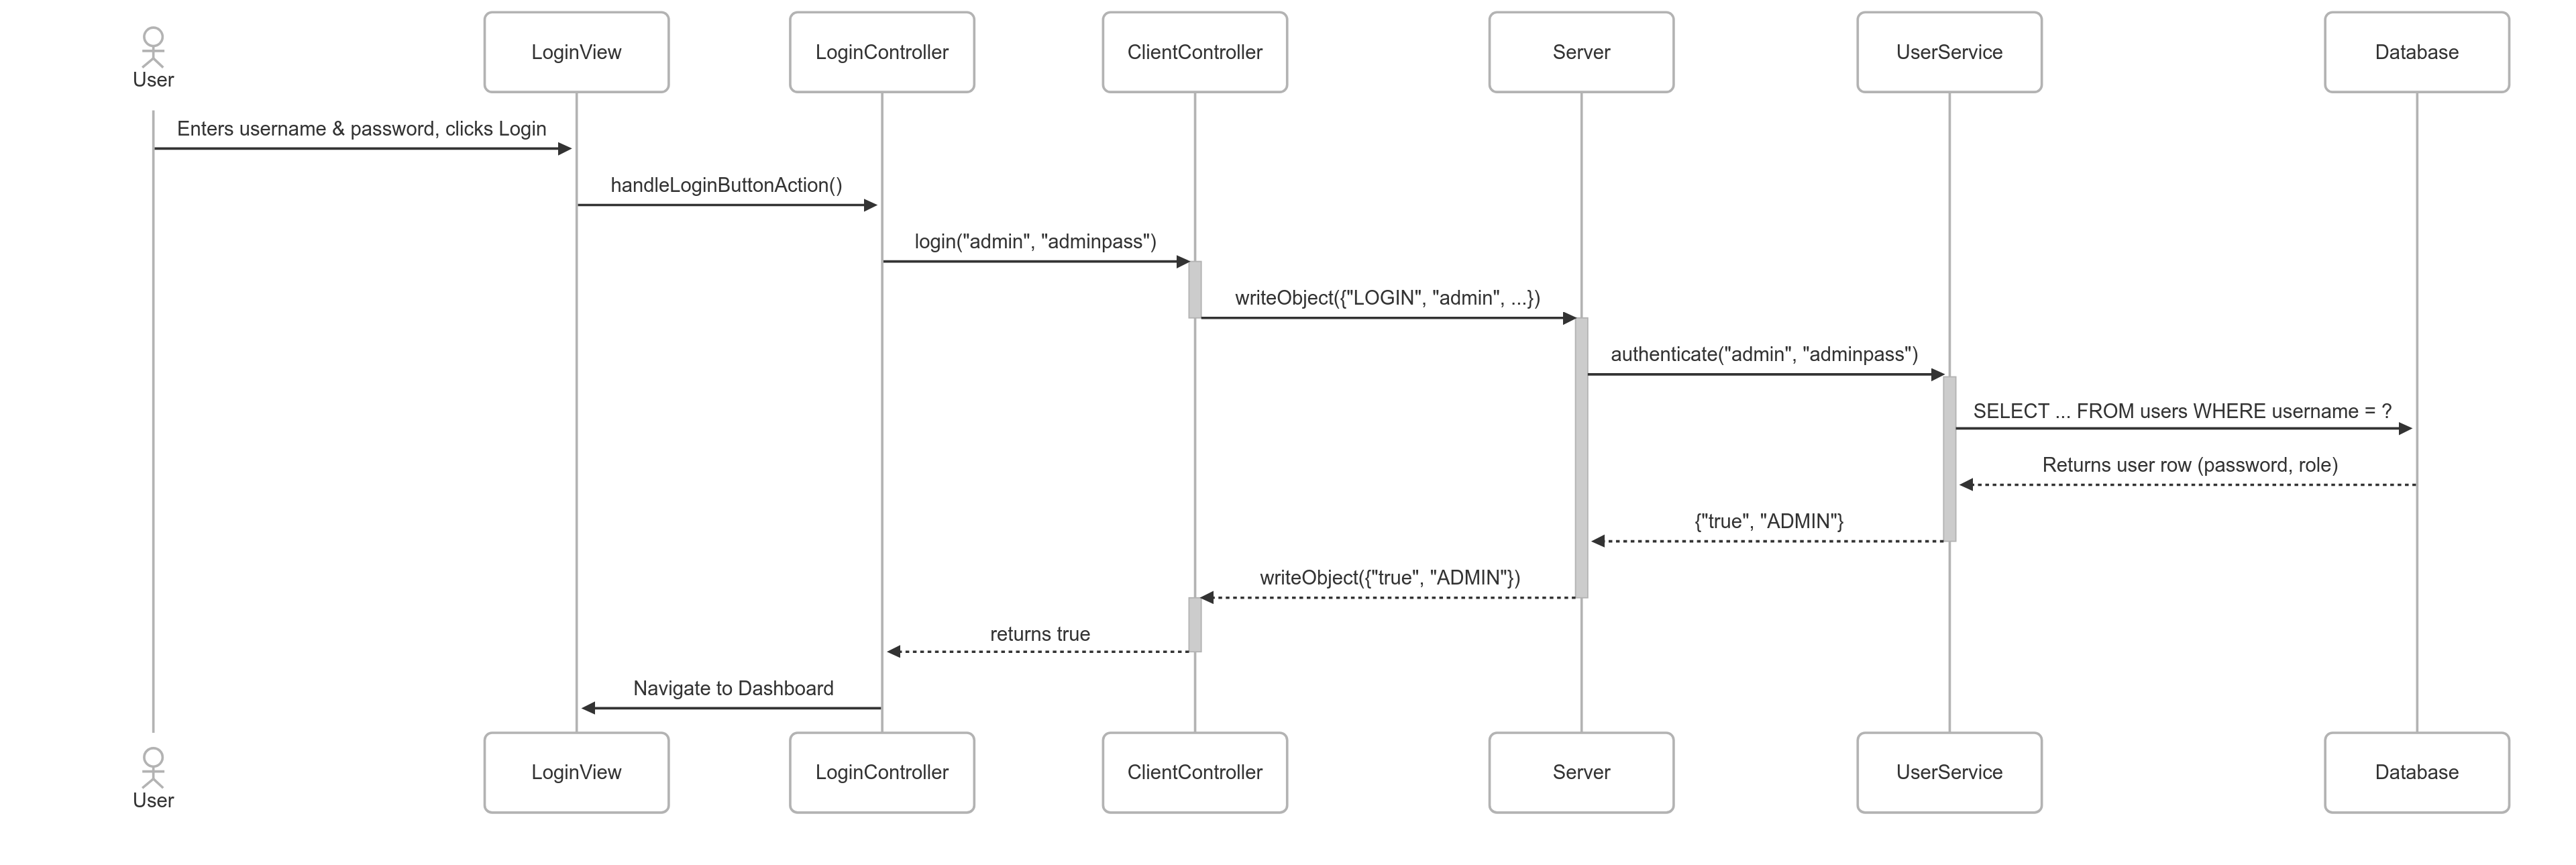 User
LoginView
LoginController
ClientController
Server
UserService
Database
Enters username & password, clicks Login
handleLoginButtonAction()
login("admin", "adminpass")
writeObject({"LOGIN", "admin", ...})
authenticate("admin", "adminpass")
SELECT ... FROM users WHERE username = ?
Returns user row (password, role)
{"true", "ADMIN"}
writeObject({"true", "ADMIN"})
returns true
Navigate to Dashboard
User
LoginView
LoginController
ClientController
Server
UserService
Database